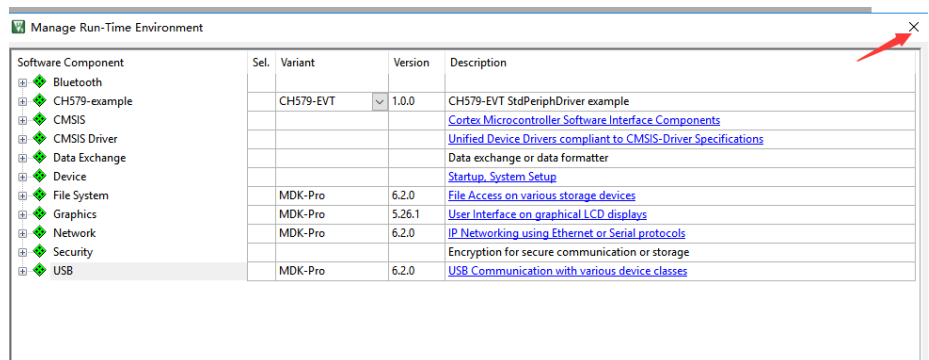 Manage Run-Time Environment
Software Component Sel. Variant Version Description
Bluetooth
CH579-example CH579-EVT 1.0.0 CH579-EVT StdPeriphDriver example
CMSIS Cortex Microcontroller Software Interface Components
CMSIS Driver Unified Device Drivers compliant to CMSIS-Driver Specifications
Data Exchange Data exchange or data formatter
Device Startup, System Setup
File System MDK-Pro 6.2.0 File Access on various storage devices
Graphics MDK-Pro 5.26.1 User Interface on graphical LCD displays
Network MDK-Pro 6.2.0 IP Networking using Ethernet or Serial protocols
Security Encryption for secure communication or storage
USB MDK-Pro 6.2.0 USB Communication with various device classes